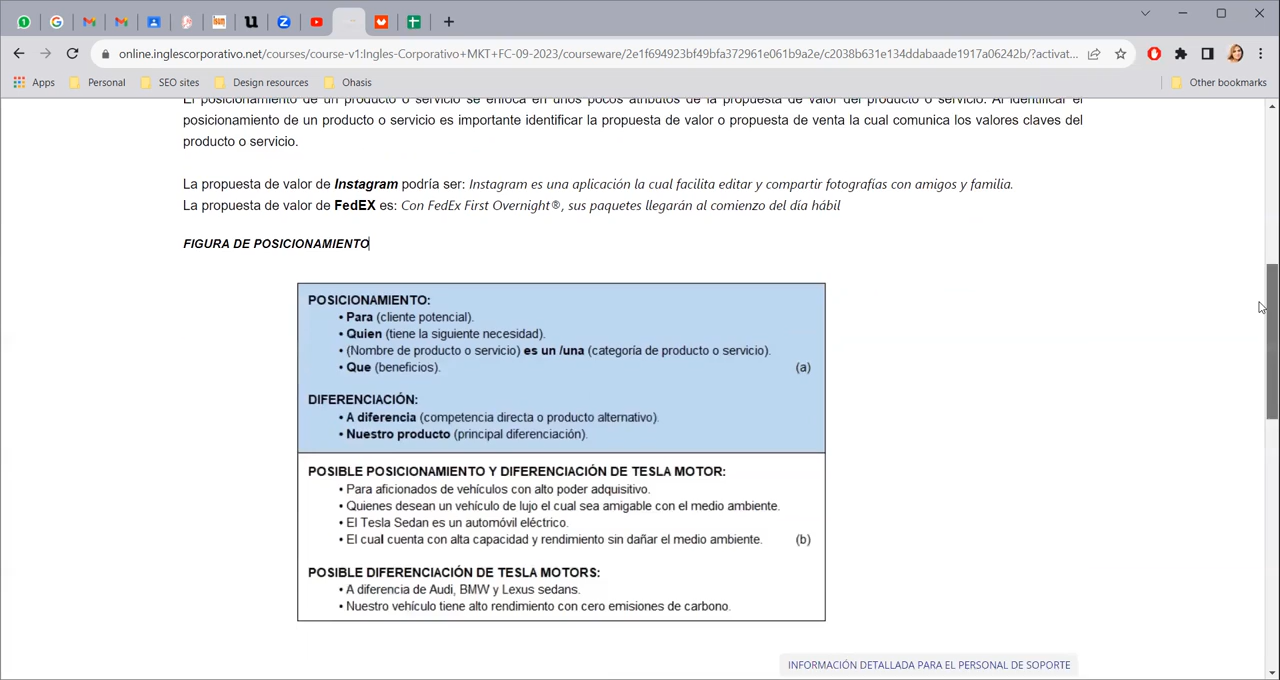 online.inglescorporativo.net/courses/course-v1:Ingles-Corporativo+MKT+FC-09-2023/courseware/2e1f694923bf49bfa372961e061b9a2e/c2038b631e134ddabaade1917a06242b/?activat...
Apps Personal SEO sites Design resources Ohasis Other bookmarks
El posicionamiento de un producto o servicio se enfoca en unos pocos atributos de la propuesta de valor del producto o servicio. Al identificar el
posicionamiento de un producto o servicio es importante identificar la propuesta de valor o propuesta de venta la cual comunica los valores claves del
producto o servicio.
La propuesta de valor de Instagram podría ser: Instagram es una aplicación la cual facilita editar y compartir fotografías con amigos y familia.
La propuesta de valor de FedEX es: Con FedEx First Overnight®, sus paquetes llegarán al comienzo del día hábil
FIGURA DE POSICIONAMIENTO
POSICIONAMIENTO:
• Para (cliente potencial).
• Quien (tiene la siguiente necesidad).
• (Nombre de producto o servicio) es un /una (categoría de producto o servicio).
• Que (beneficios). (a)
DIFERENCIACIÓN:
• A diferencia (competencia directa o producto alternativo).
• Nuestro producto (principal diferenciación).
POSIBLE POSICIONAMIENTO Y DIFERENCIACIÓN DE TESLA MOTOR:
• Para aficionados de vehículos con alto poder adquisitivo.
• Quienes desean un vehículo de lujo el cual sea amigable con el medio ambiente.
• El Tesla Sedan es un automóvil eléctrico.
• El cual cuenta con alta capacidad y rendimiento sin dañar el medio ambiente. (b)
POSIBLE DIFERENCIACIÓN DE TESLA MOTORS:
• A diferencia de Audi, BMW y Lexus sedans.
• Nuestro vehículo tiene alto rendimiento con cero emisiones de carbono.
INFORMACIÓN DETALLADA PARA EL PERSONAL DE SOPORTE